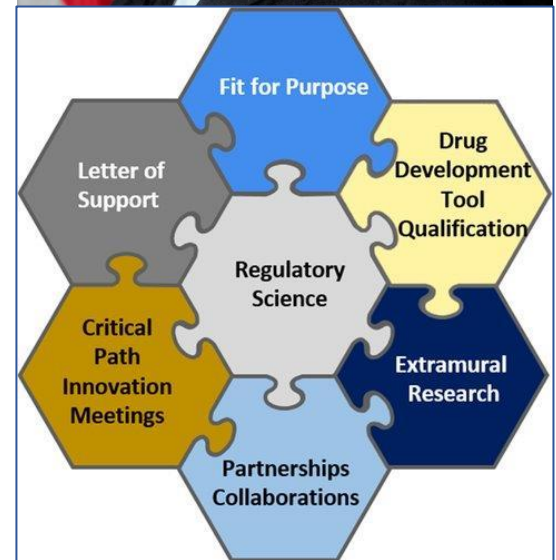 Fit for Purpose
Letter of
Support
Drug
Development
Tool
Qualification
Regulatory
Science
Critical
Path
Innovation
Meetings
Extramural
Research
Partnerships
Collaborations